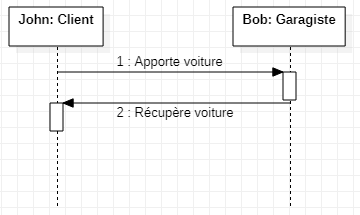 John: Client
Bob: Garagiste
1 : Apporte voiture
2 : Récupère voiture